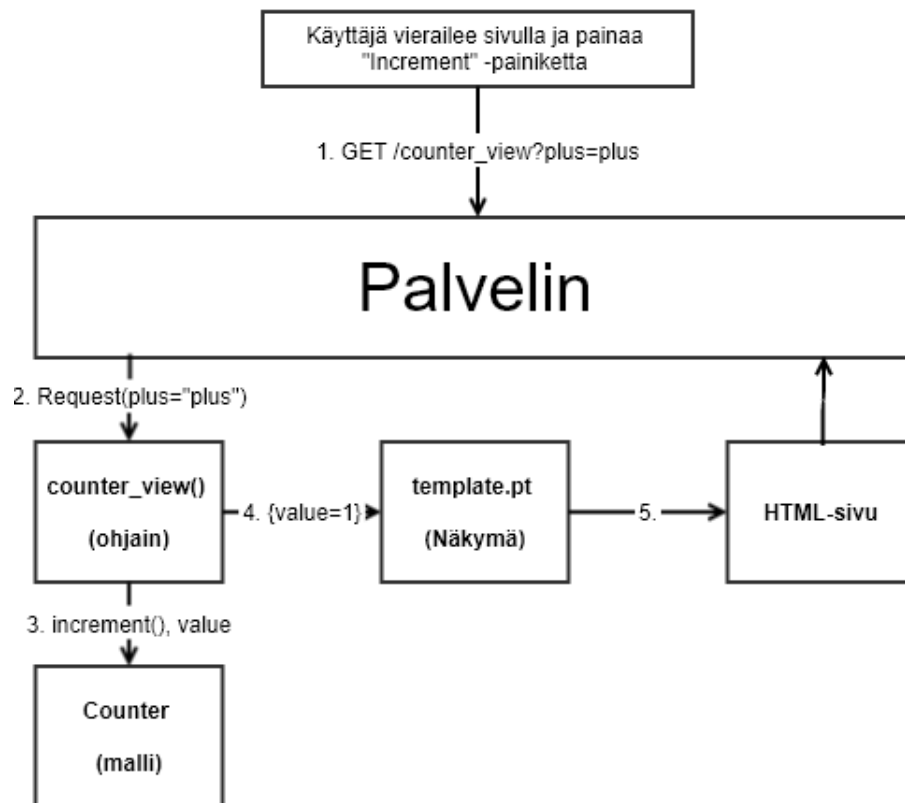 Käyttäjä vierailee sivulla ja painaa
"Increment" -painiketta
1. GET /counter_view?plus=plus
Palvelin
2. Request(plus="plus")
counter_view()
(ohjain)
4. {value=1}
template.pt
(Näkymä)
5.
HTML-sivu
3. increment(), value
Counter
(malli)